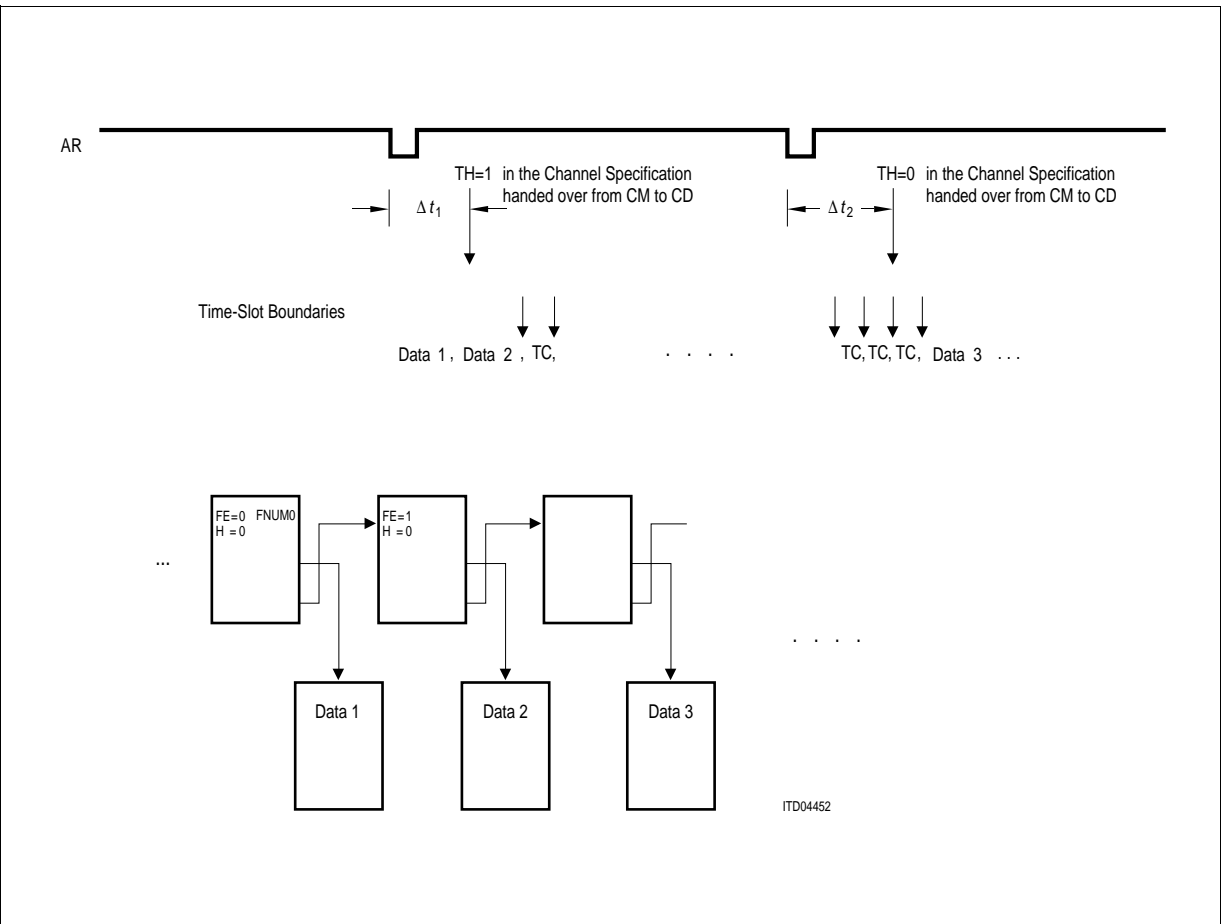 AR
TH=1 in the Channel Specification
handed over from CM to CD
TH=0 in the Channel Specification
handed over from CM to CD
Δt1
Δt2
Time-Slot Boundaries
Data 1 , Data 2 , TC, . . . . TC, TC, TC, Data 3 ...
FE=0 FNUM0
H =0
FE=1
H =0
...
. . . .
Data 1
Data 2
Data 3
ITD04452